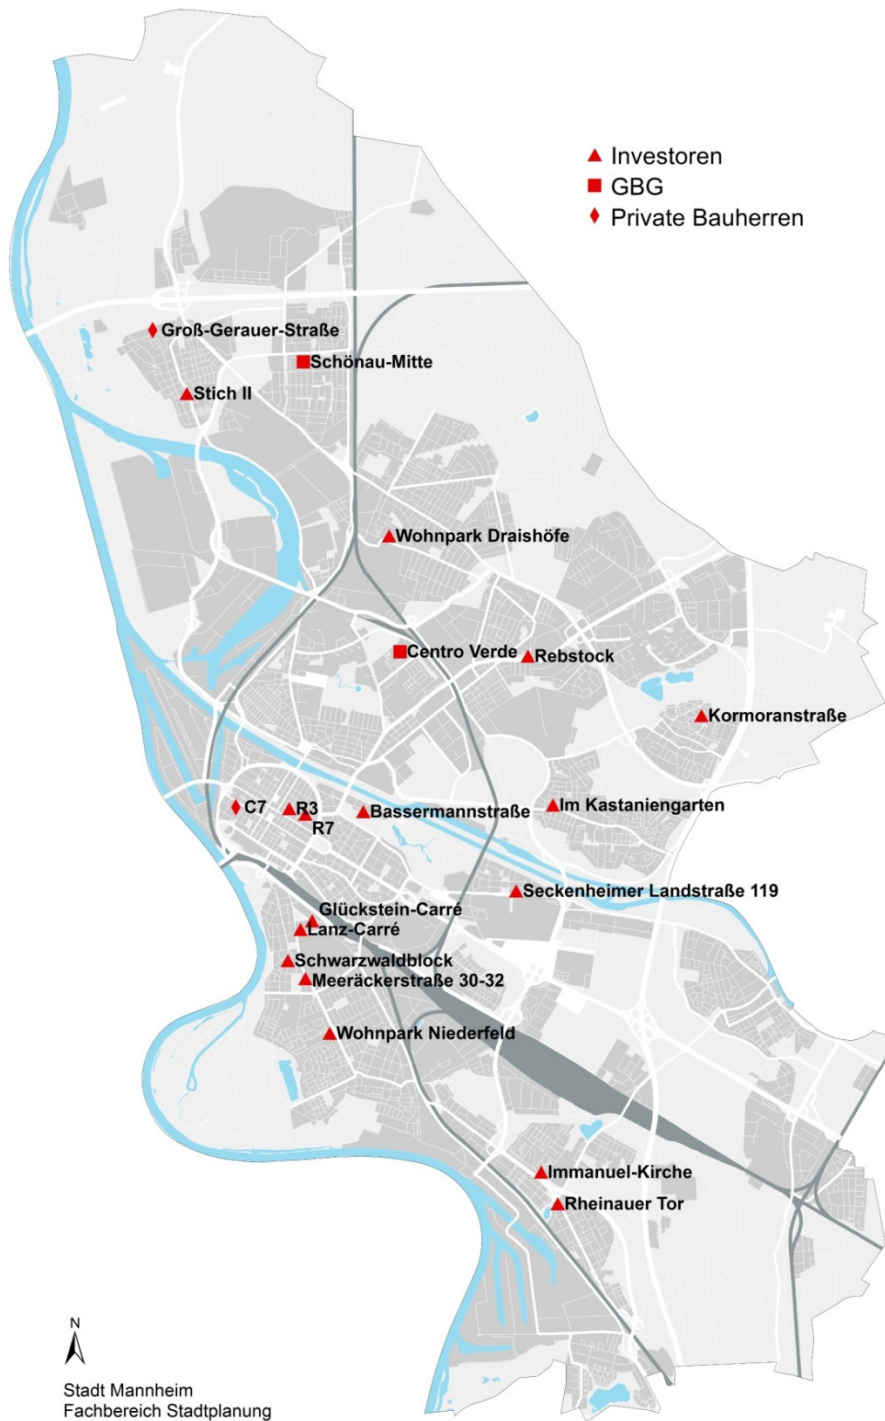 Investoren
GBG
Private Bauherren
Groß-Gerauer-Straße
Schönau-Mitte
Stich II
Wohnpark Draishöfe
Centro Verde
Rebstock
Kormoranstraße
C7
R3
R7
Bassermannstraße
Im Kastaniengarten
Seckenheimer Landstraße 119
Glückstein-Carré
Lanz-Carré
Schwarzwaldblock
Meeräckerstraße 30-32
Wohnpark Niederfeld
Immanuel-Kirche
Rheinauer Tor
N
Stadt Mannheim
Fachbereich Stadtplanung